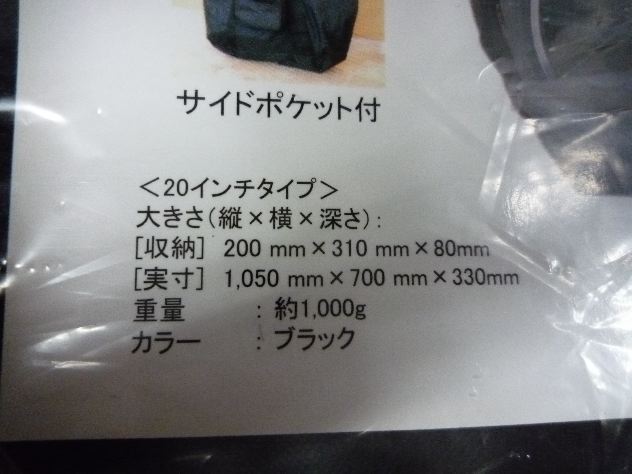 サイドポケット付
＜20インチタイプ＞
大きさ（縦×横×深さ）：
［収納］ 200 mm×310 mm×80mm
［実寸］ 1,050 mm×700 mm×330mm
重量　　：約1,000g
カラー　：ブラック